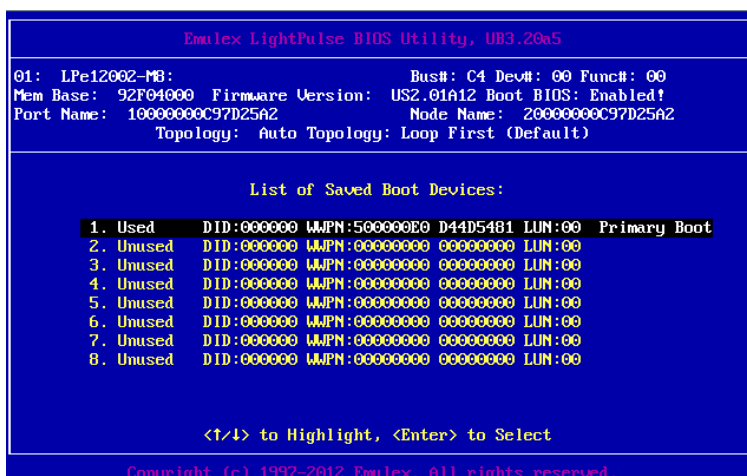 Emulex LightPulse BIOS Utility, UB3.20a5
01: LPe12002-M8: Bus#: C4 Dev#: 00 Func#: 00
Mem Base: 92F04000 Firmware Version: US2.01A12 Boot BIOS: Enabled!
Port Name: 10000000C97D25A2 Node Name: 20000000C97D25A2
Topology: Auto Topology: Loop First (Default)
List of Saved Boot Devices:
1. Used DID:000000 WWPN:500000E0 D44D5481 LUN:00 Primary Boot
2. Unused DID:000000 WWPN:00000000 00000000 LUN:00
3. Unused DID:000000 WWPN:00000000 00000000 LUN:00
4. Unused DID:000000 WWPN:00000000 00000000 LUN:00
5. Unused DID:000000 WWPN:00000000 00000000 LUN:00
6. Unused DID:000000 WWPN:00000000 00000000 LUN:00
7. Unused DID:000000 WWPN:00000000 00000000 LUN:00
8. Unused DID:000000 WWPN:00000000 00000000 LUN:00
<↑/↓> to Highlight, <Enter> to Select
Copyright (c) 1997-2012 Emulex. All rights reserved.